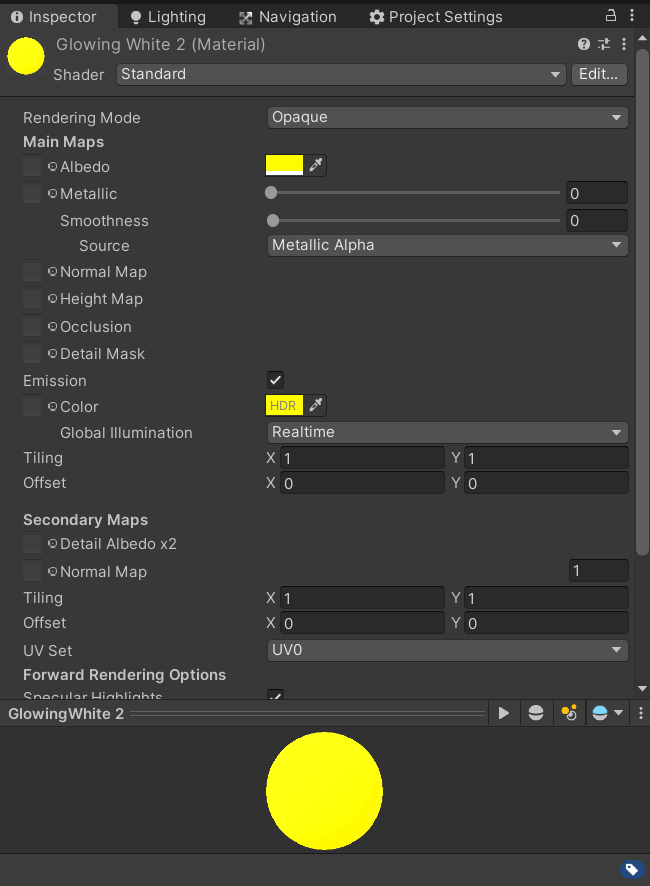 Inspector Lighting Navigation Project Settings
Glowing White 2 (Material)
Shader Standard Edit...
Rendering Mode Opaque
Main Maps
Albedo
Metallic 0
Smoothness 0
Source Metallic Alpha
Normal Map
Height Map
Occlusion
Detail Mask
Emission
Color HDR
Global Illumination Realtime
Tiling X 1 Y 1
Offset X 0 Y 0
Secondary Maps
Detail Albedo x2
Normal Map 1
Tiling X 1 Y 1
Offset X 0 Y 0
UV Set UV0
Forward Rendering Options
Specular Highlights
GlowingWhite 2